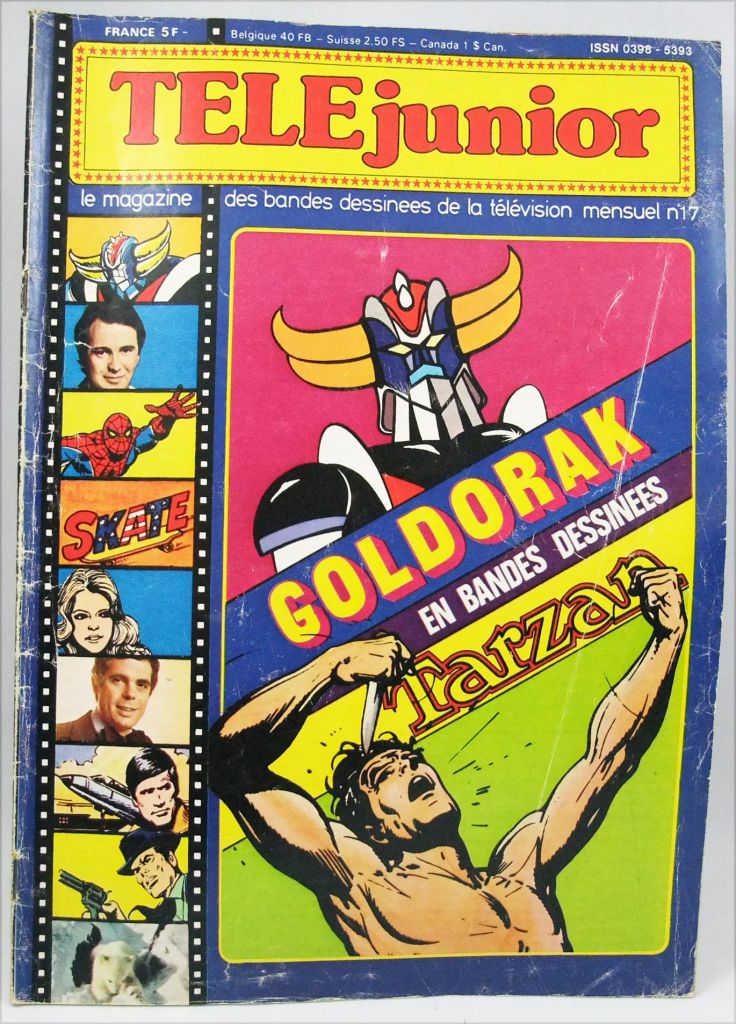 FRANCE 5F - Belgique 40 FB – Suisse 2,50 FS – Canada 1 $ Can. ISSN 0398 - 5393
TELEjunior
le magazine des bandes dessinees de la télévision mensuel n°17
SKATE
GOLDORAK
EN BANDES DESSINEES
Tarzan